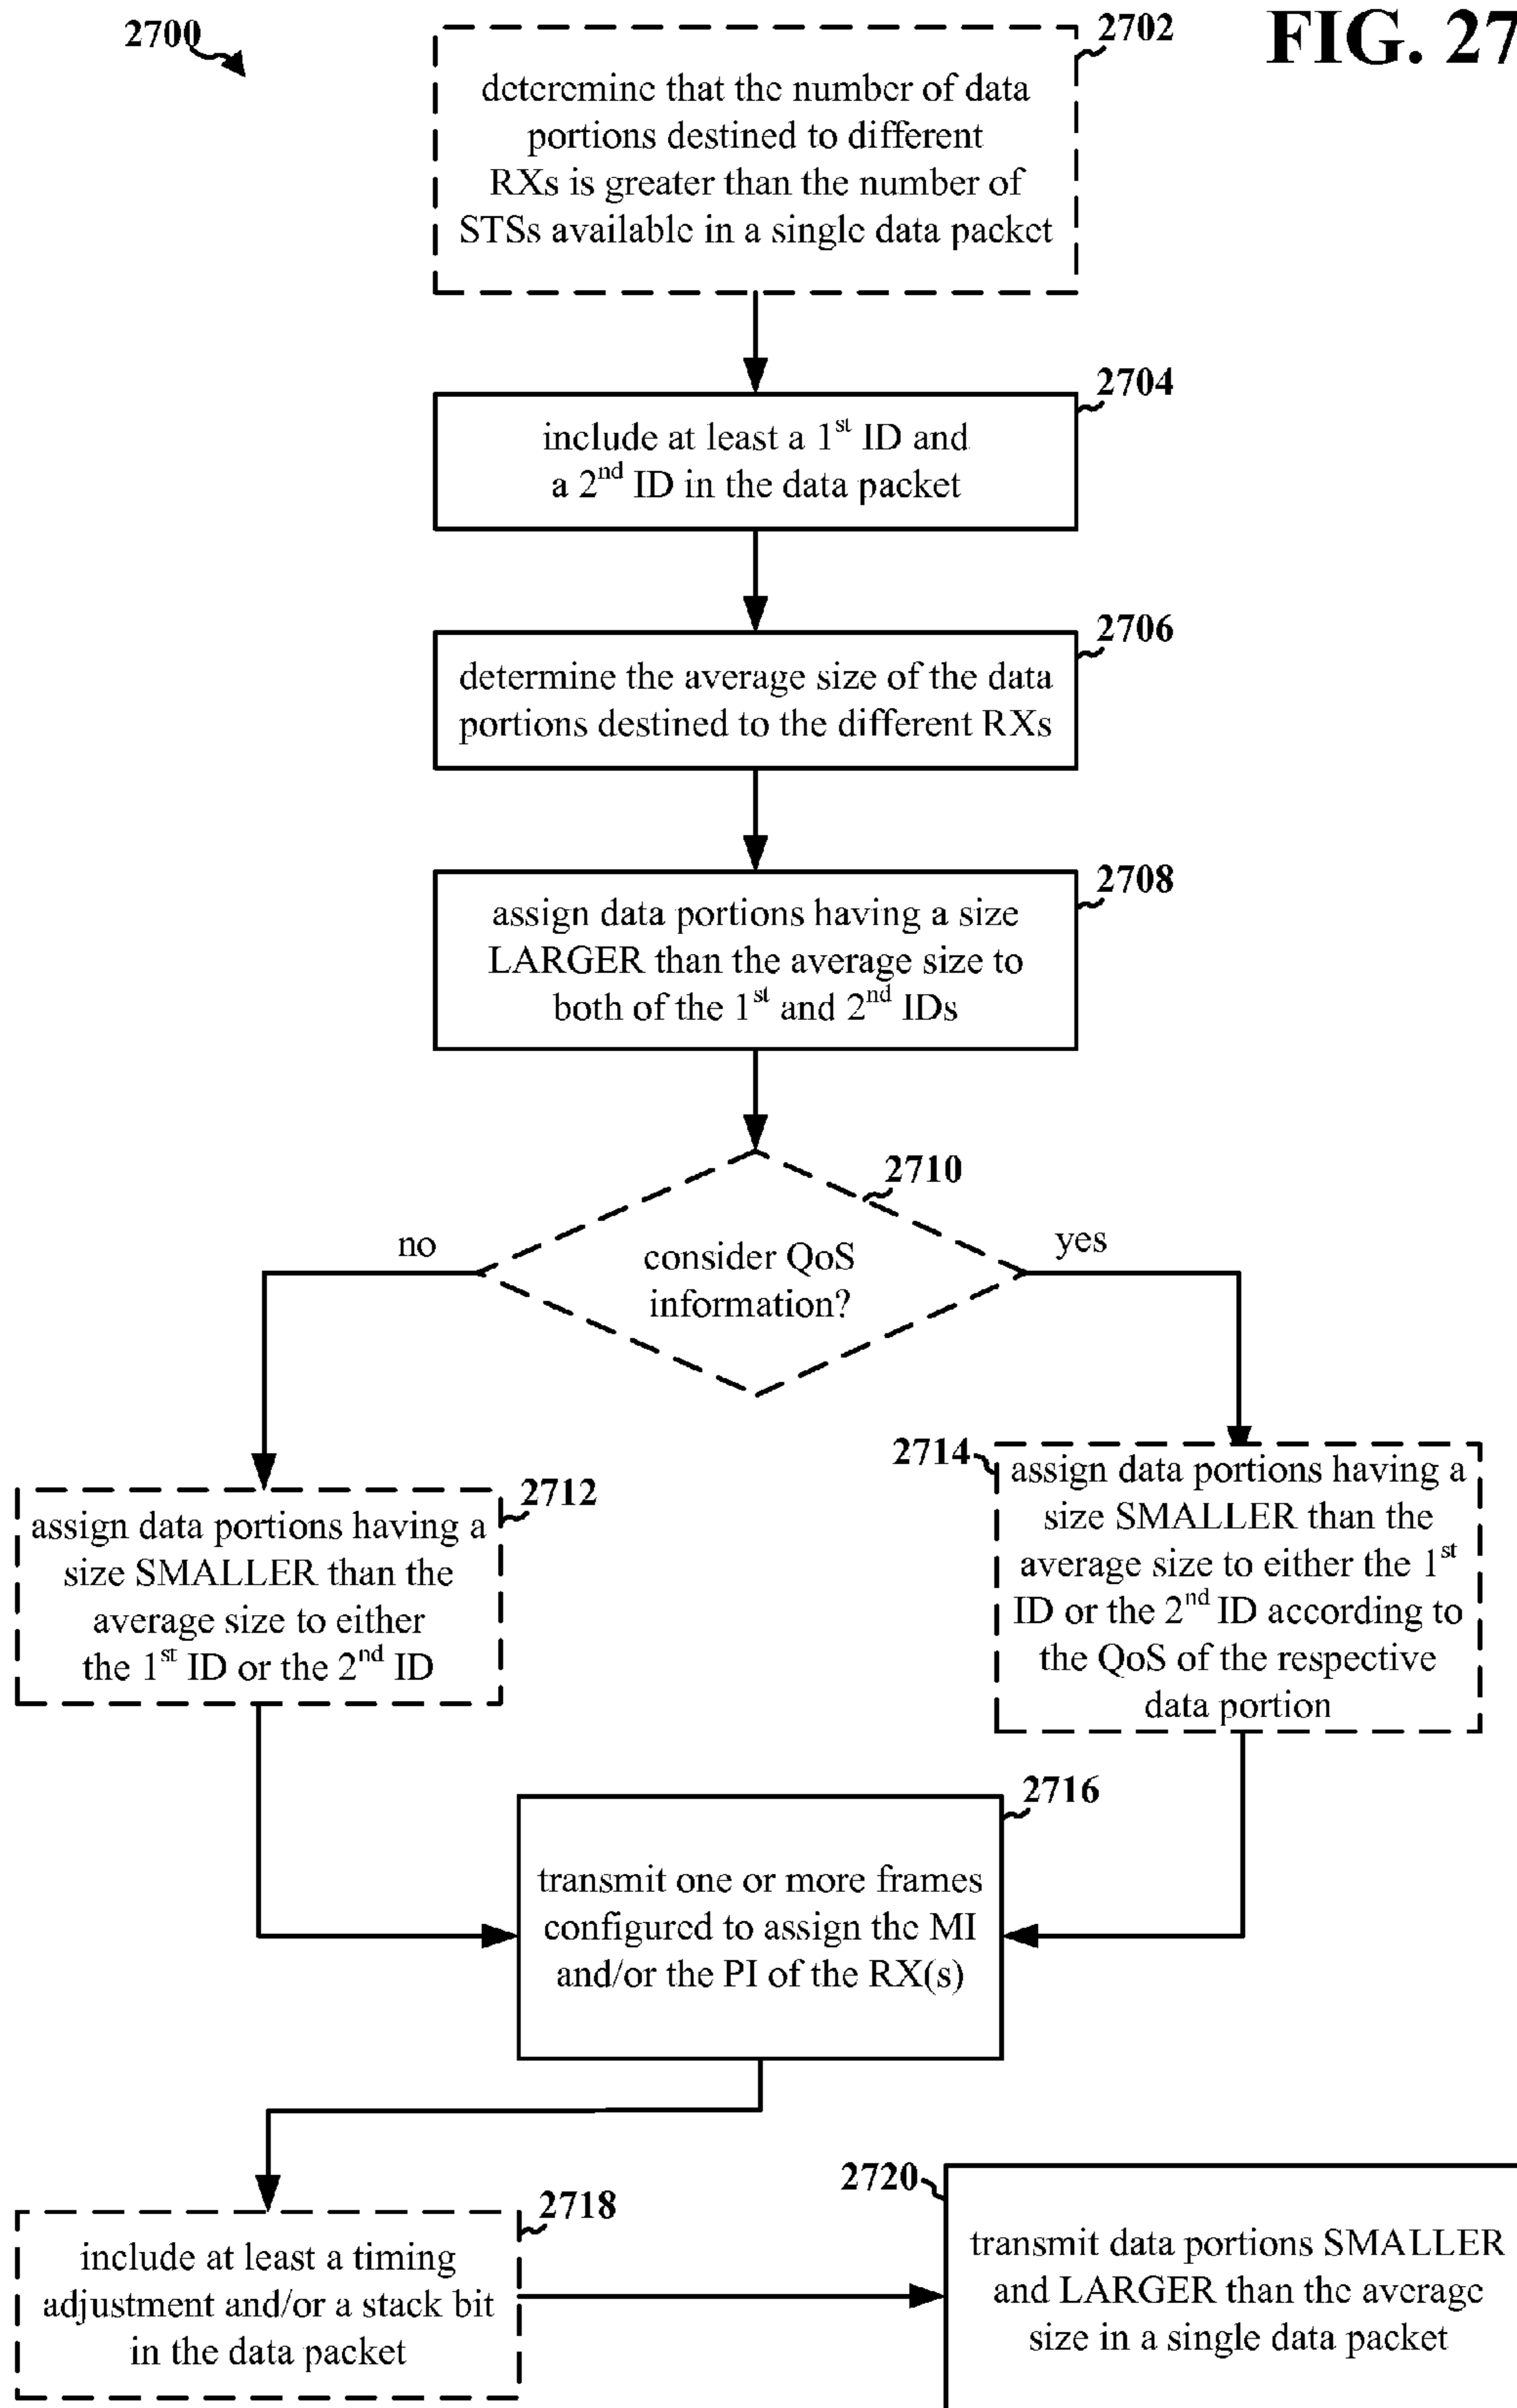 2700
2702
FIG. 27
determine that the number of data
portions destined to different
RXs is greater than the number of
STSs available in a single data packet
2704
include at least a 1st ID and
a 2nd ID in the data packet
2706
determine the average size of the data
portions destined to the different RXs
2708
assign data portions having a size
LARGER than the average size to
both of the 1st and 2nd IDs
2710
no
consider QoS
information?
yes
2712
assign data portions having a
size SMALLER than the
average size to either
the 1st ID or the 2nd ID
2714
assign data portions having a
size SMALLER than the
average size to either the 1st
ID or the 2nd ID according to
the QoS of the respective
data portion
2716
transmit one or more frames
configured to assign the MI
and/or the PI of the RX(s)
2718
include at least a timing
adjustment and/or a stack bit
in the data packet
2720
transmit data portions SMALLER
and LARGER than the average
size in a single data packet